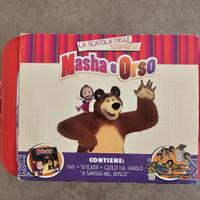 LA SCATOLA DELLE
SORPRESE
Masha e Orso
CONTIENE:
DVD + STICKER + GIOCO DA TAVOLO
"A SPASSO NEL BOSCO"